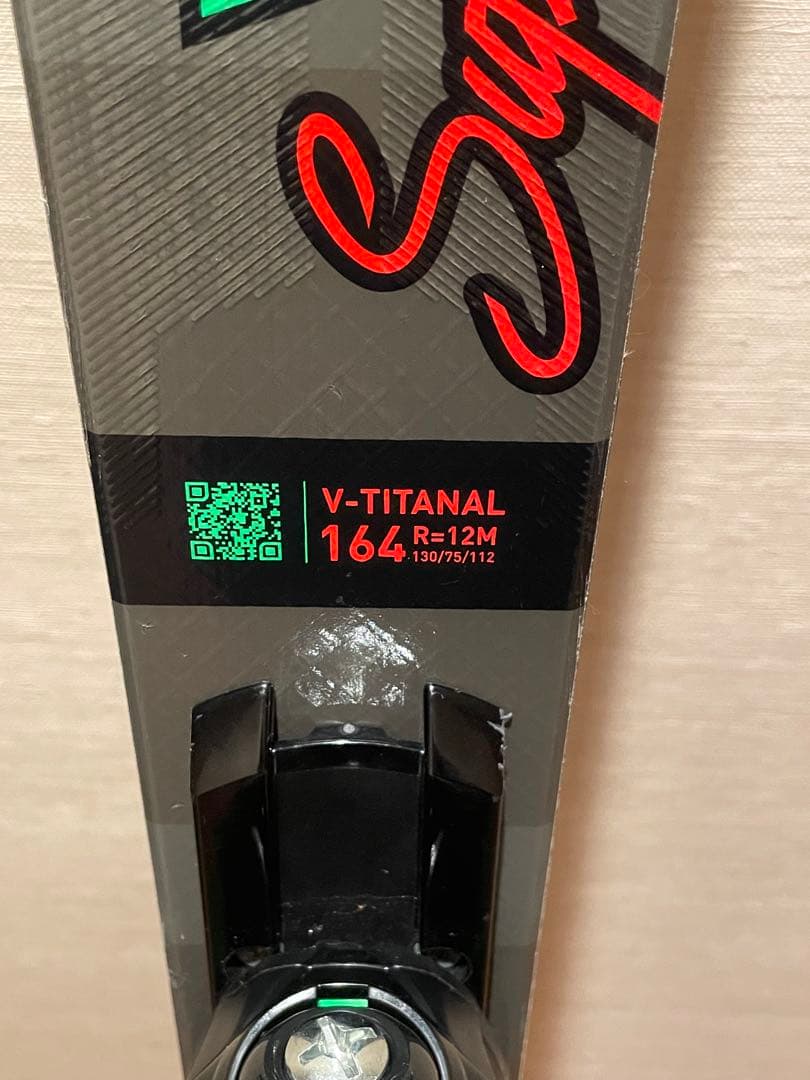 V-TITANAL
164 R=12M
130/75/112